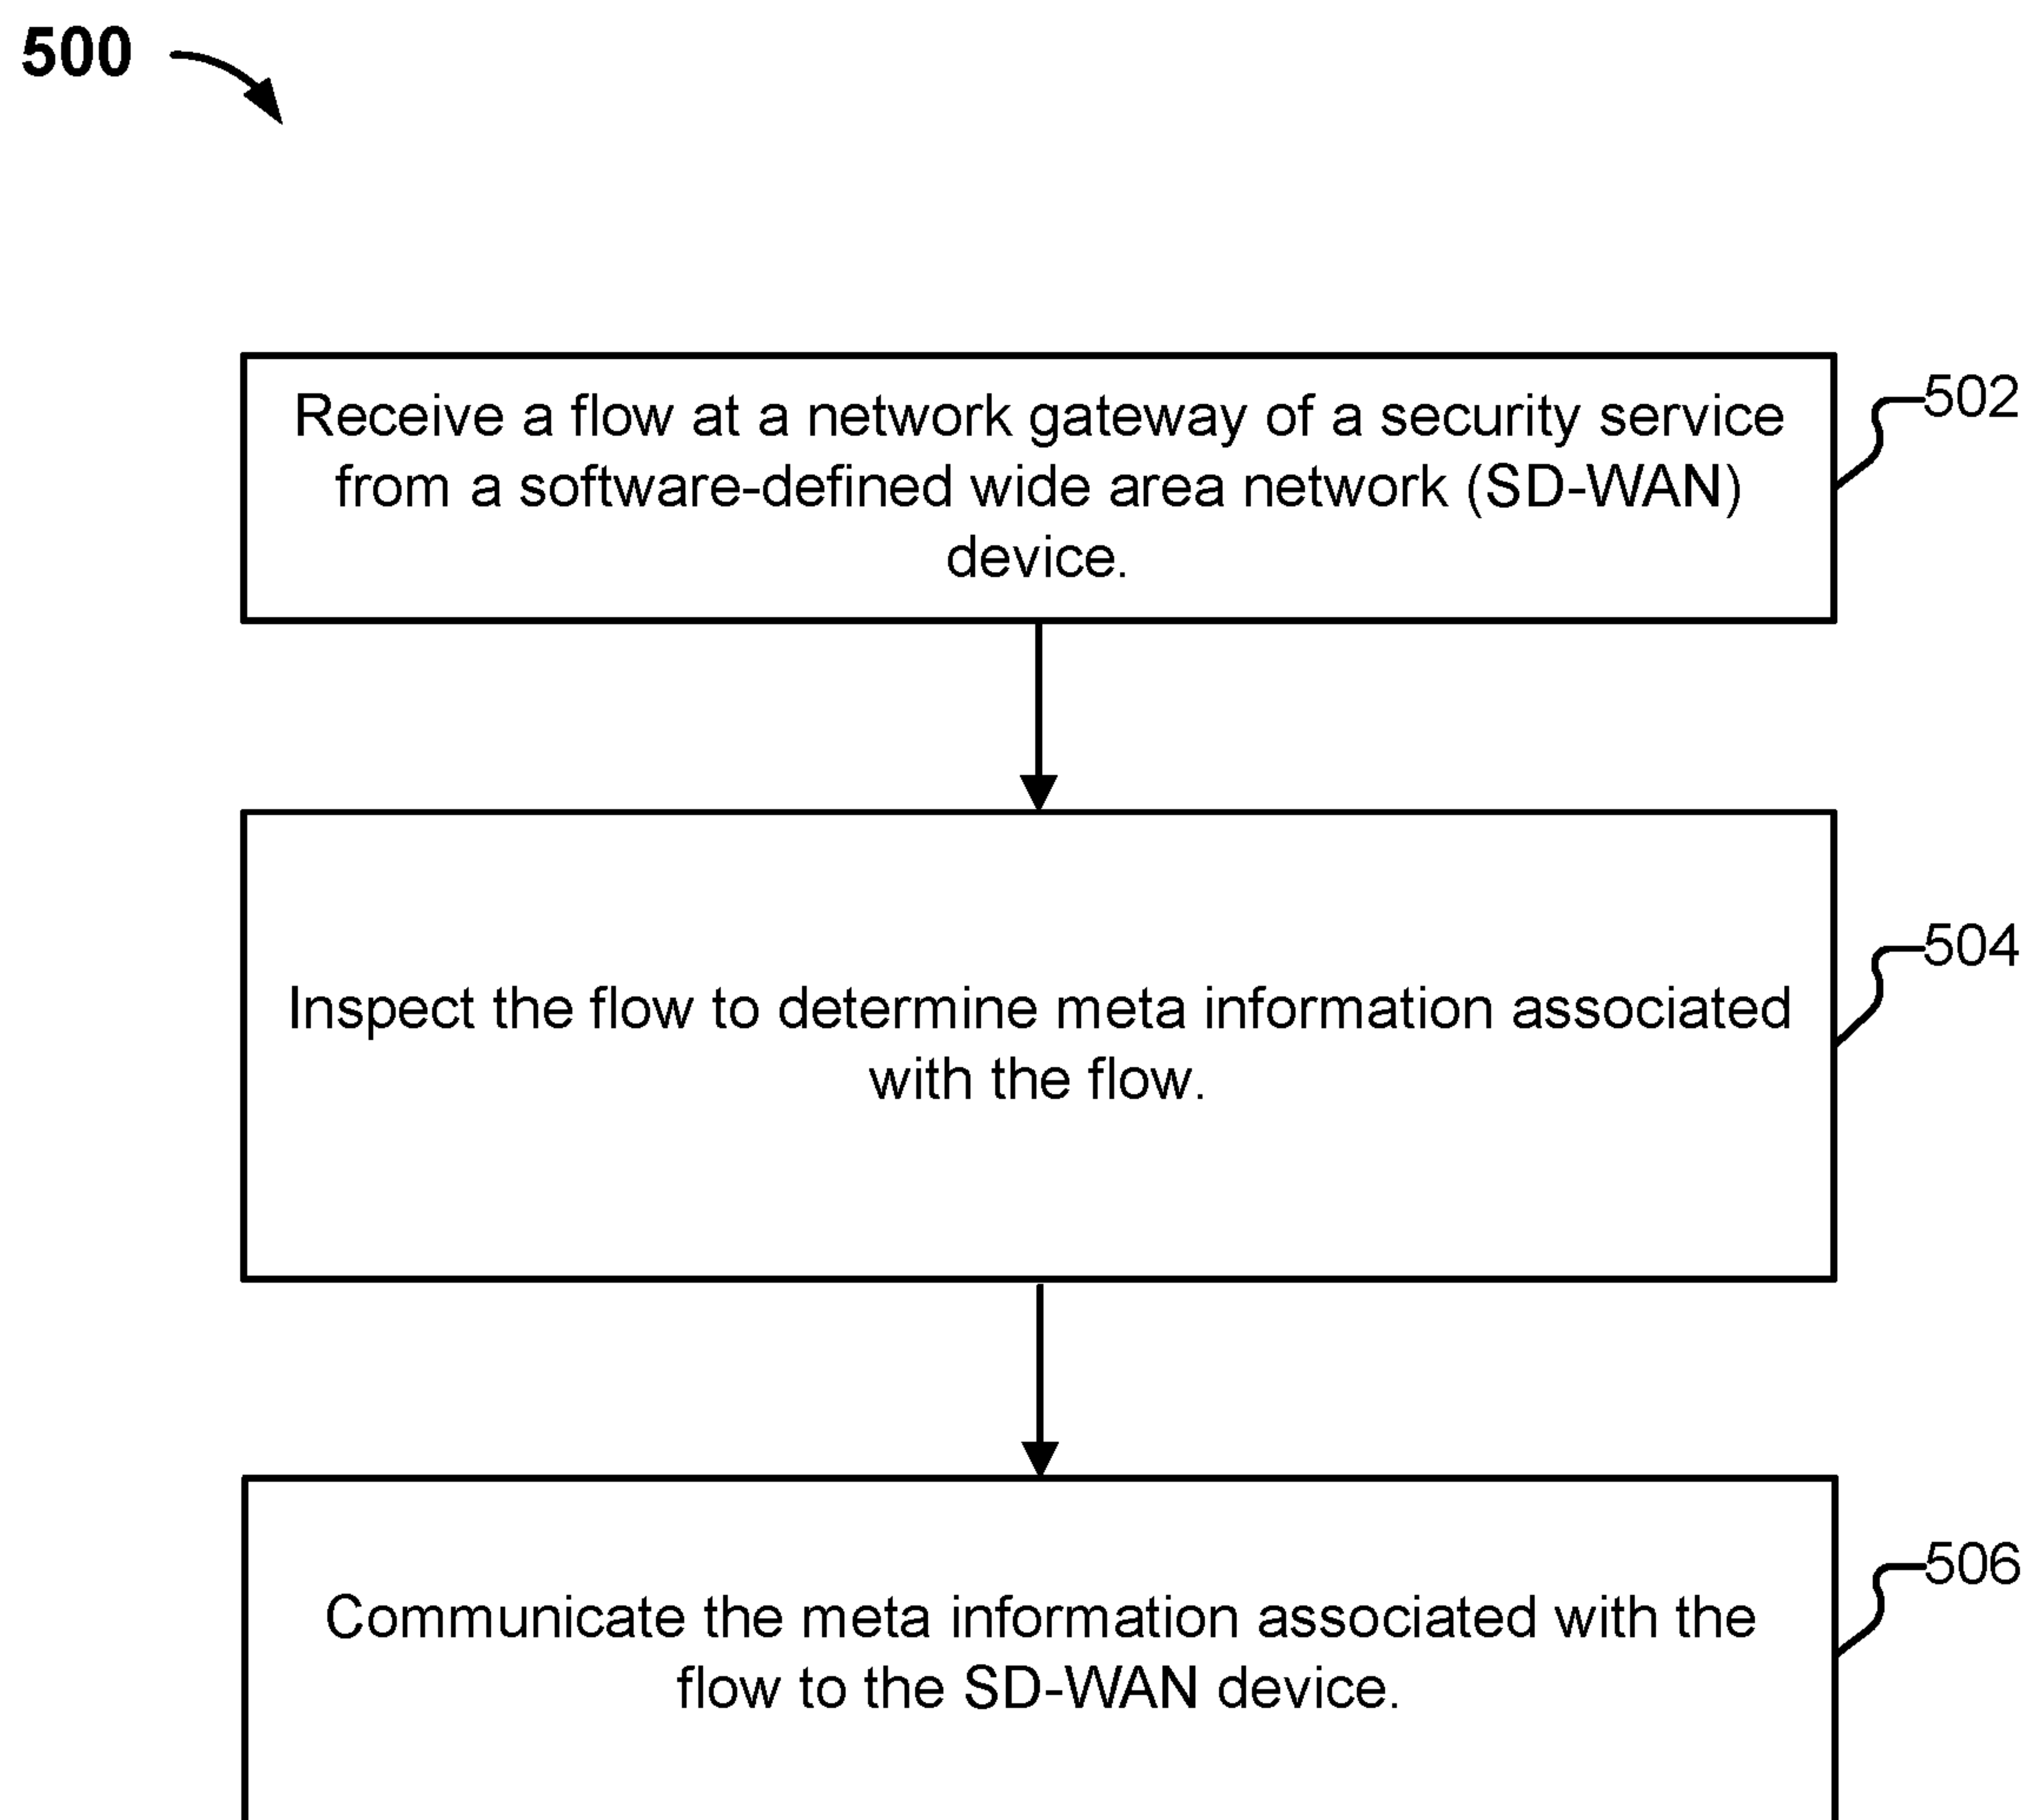 500
Receive a flow at a network gateway of a security service
from a software-defined wide area network (SD-WAN)
device.
502
Inspect the flow to determine meta information associated
with the flow.
504
Communicate the meta information associated with the
flow to the SD-WAN device.
506